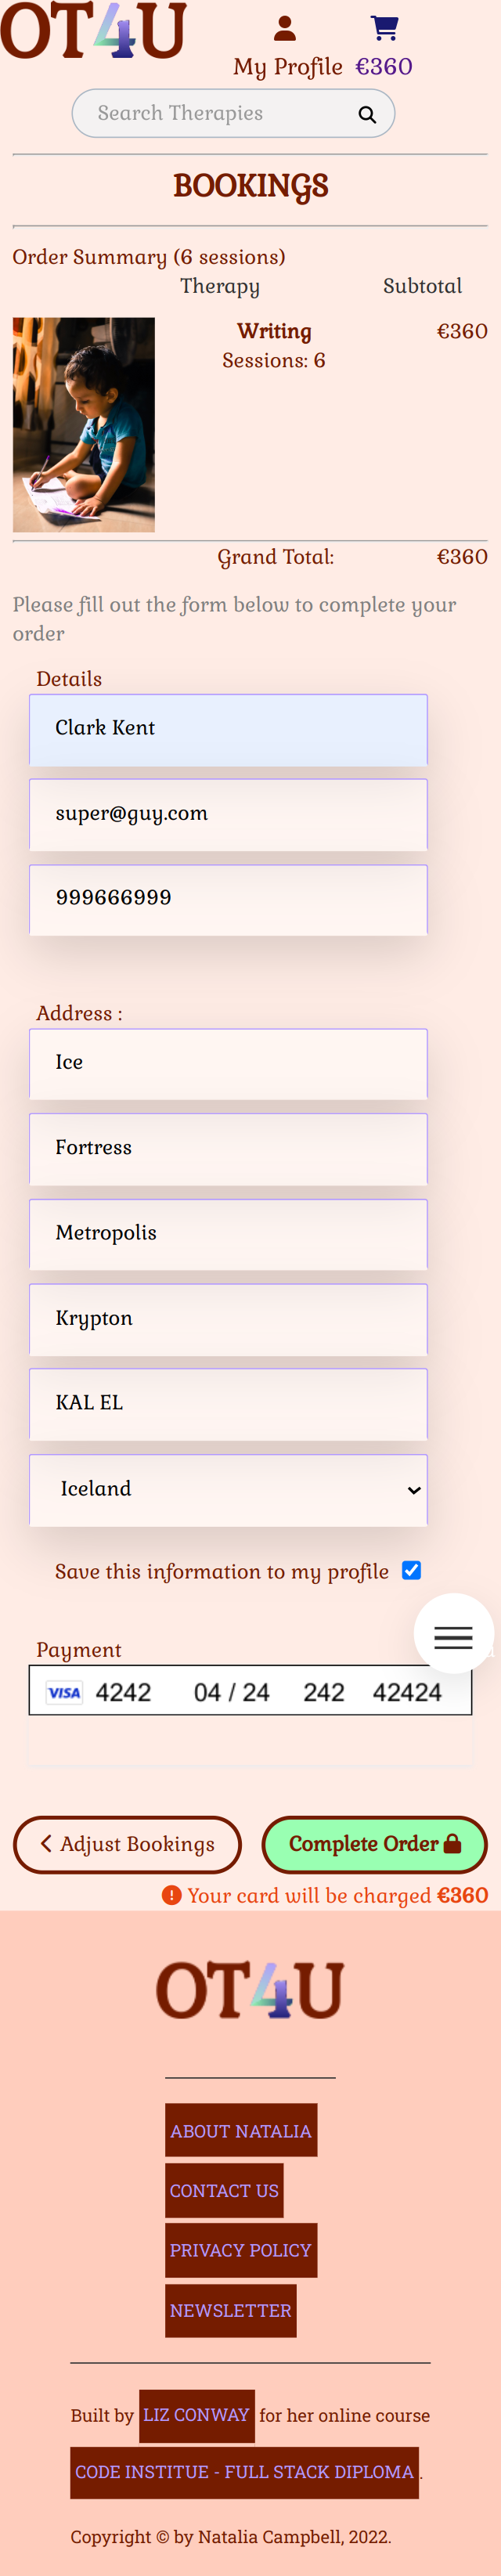 OT4U
My Profile €360
Search Therapies
BOOKINGS
Order Summary (6 sessions)
Therapy Subtotal
Writing €360
Sessions: 6
Grand Total: €360
Please fill out the form below to complete your
order
Details
Clark Kent
super@guy.com
999666999
Address :
Ice
Fortress
Metropolis
Krypton
KAL EL
Iceland
Save this information to my profile
Payment
VISA 4242 04 / 24 242 42424
Adjust Bookings Complete Order
Your card will be charged €360
OT4U
ABOUT NATALIA
CONTACT US
PRIVACY POLICY
NEWSLETTER
Built by LIZ CONWAY for her online course
CODE INSTITUE - FULL STACK DIPLOMA .
Copyright © by Natalia Campbell, 2022.